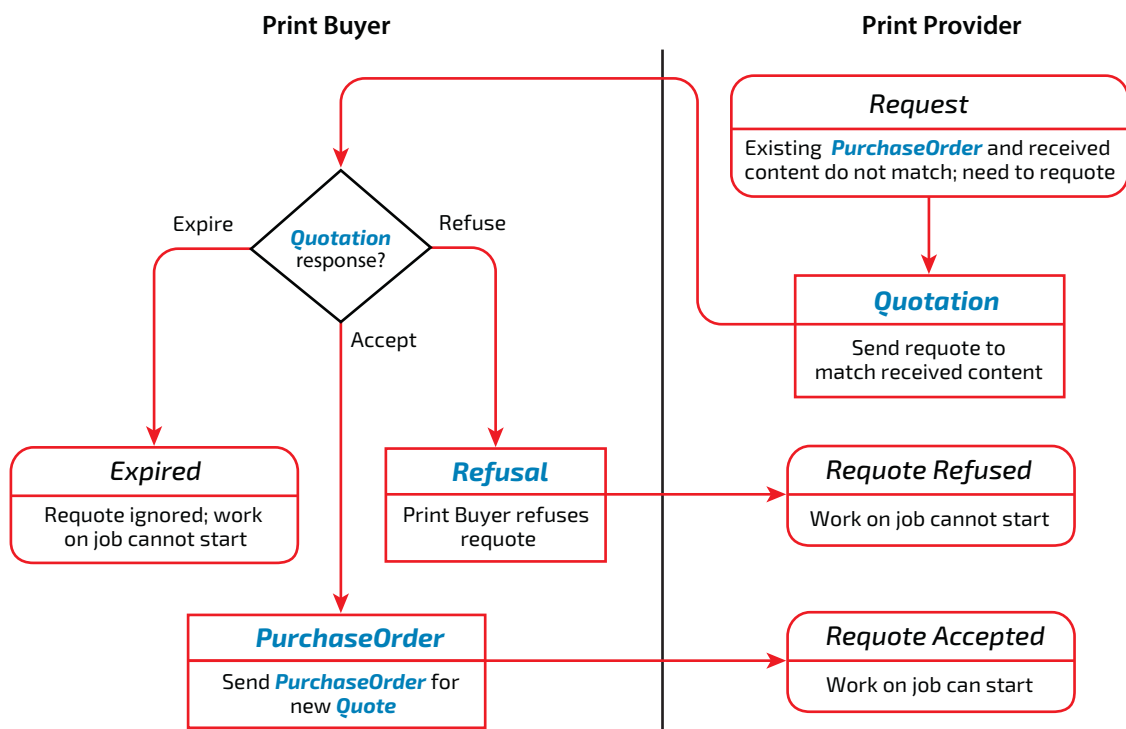 Print Buyer
Print Provider
Request
Existing PurchaseOrder and received
content do not match; need to requote
Expire
Refuse
Quotation
response?
Accept
Quotation
Send requote to
match received content
Expired
Requote ignored; work
on job cannot start
Refusal
Print Buyer refuses
requote
Requote Refused
Work on job cannot start
PurchaseOrder
Send PurchaseOrder for
new Quote
Requote Accepted
Work on job can start